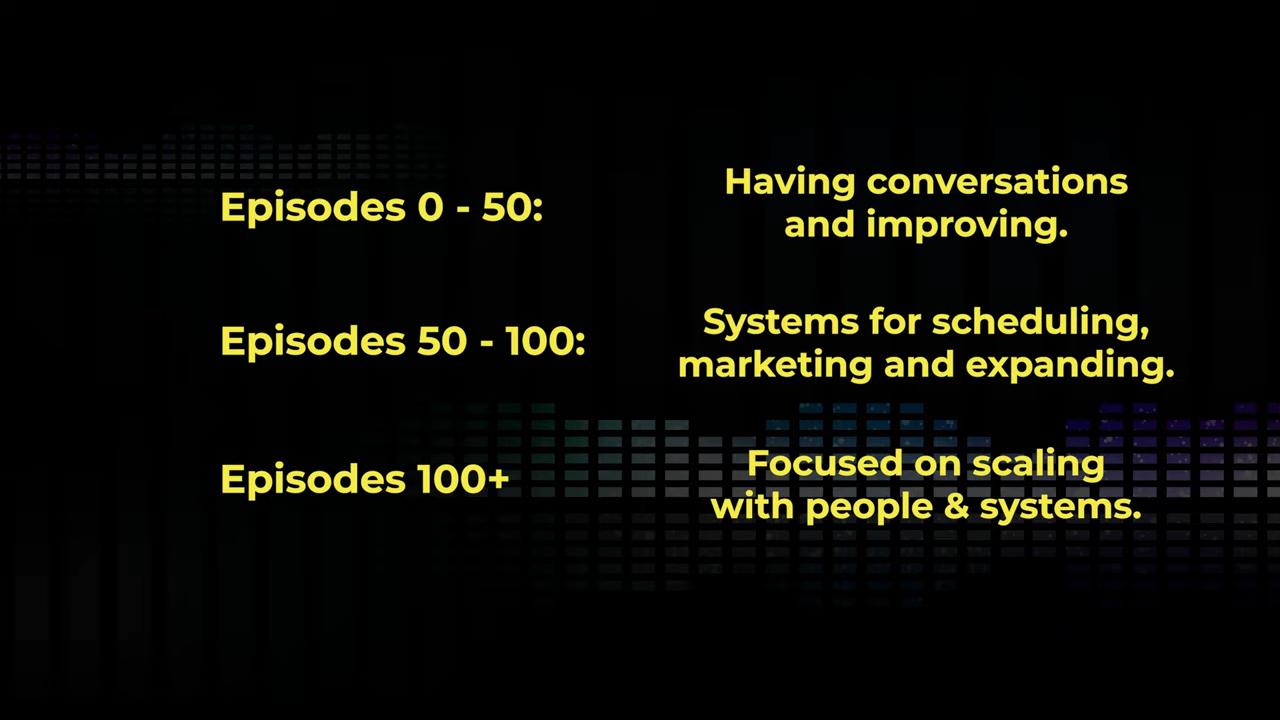 Episodes 0 - 50:
Having conversations
and improving.
Episodes 50 - 100:
Systems for scheduling,
marketing and expanding.
Episodes 100+
Focused on scaling
with people & systems.